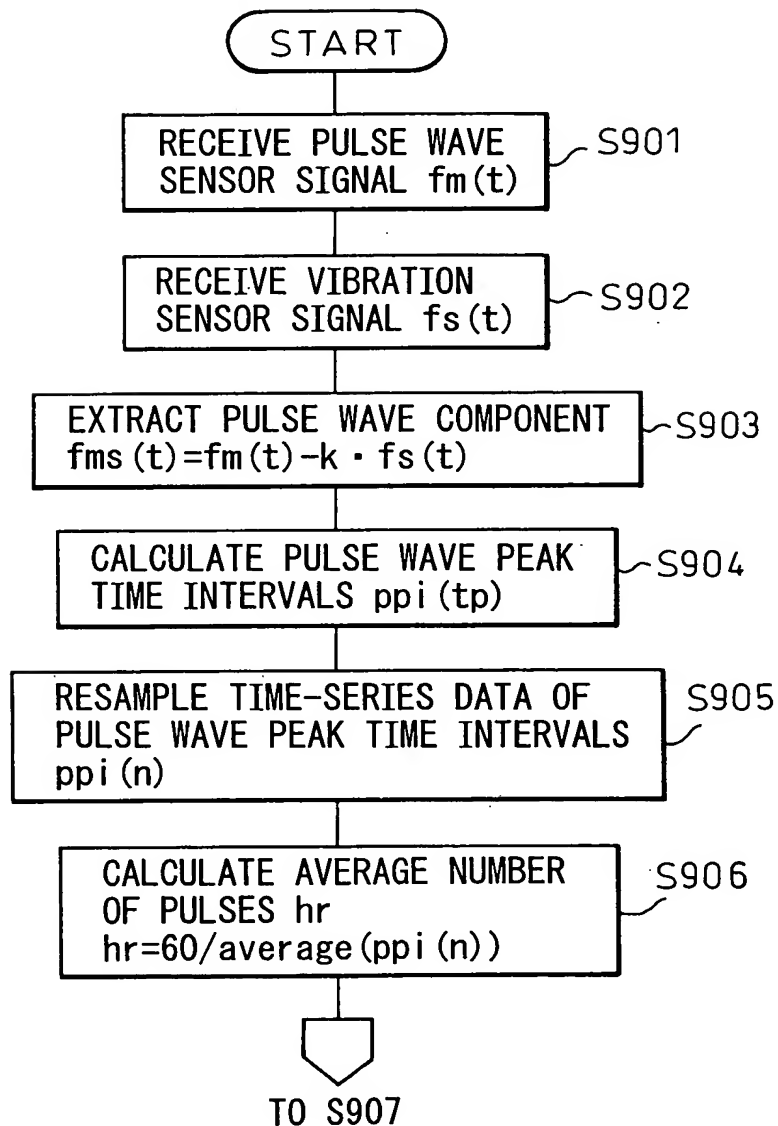 START
RECEIVE PULSE WAVE
SENSOR SIGNAL fm(t)
S901
RECEIVE VIBRATION
SENSOR SIGNAL fs(t)
S902
EXTRACT PULSE WAVE COMPONENT
fms(t)=fm(t)-k・fs(t)
S903
CALCULATE PULSE WAVE PEAK
TIME INTERVALS ppi(tp)
S904
RESAMPLE TIME-SERIES DATA OF
PULSE WAVE PEAK TIME INTERVALS
ppi(n)
S905
CALCULATE AVERAGE NUMBER
OF PULSES hr
hr=60/average(ppi(n))
S906
TO S907